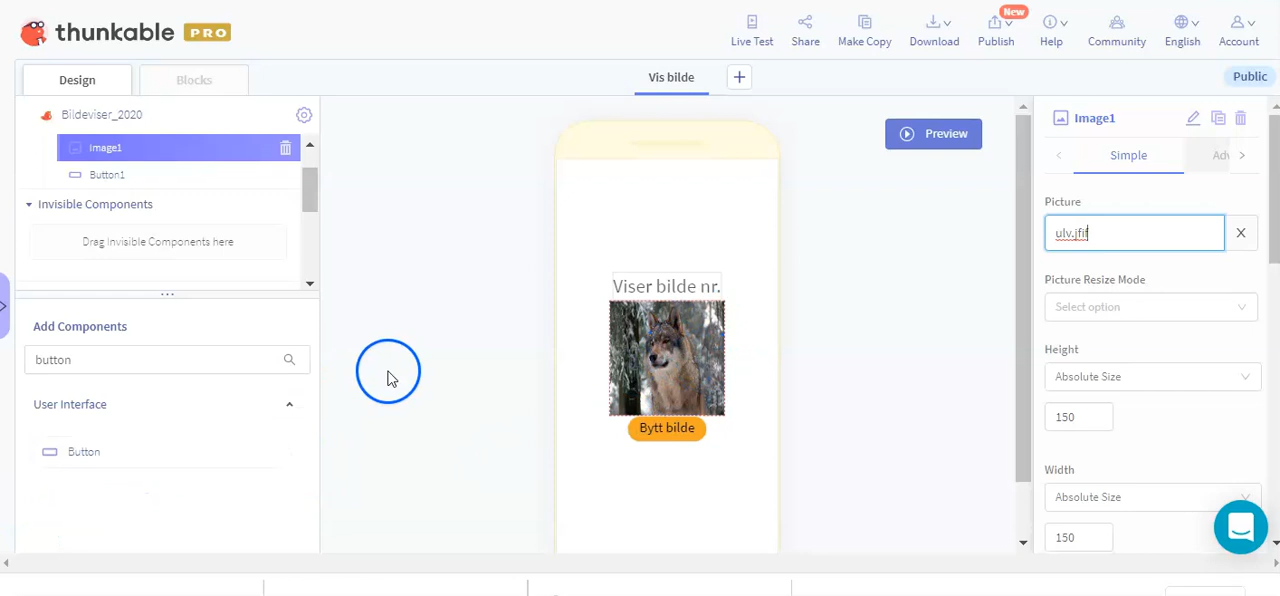 thunkable PRO
Live Test
Share
Make Copy
Download
New
Publish
Help
Community
English
Account
Design
Blocks
Vis bilde
+
Public
Bildeviser_2020
Image1
Button1
Invisible Components
Drag Invisible Components here
Add Components
button
User Interface
Button
Viser bilde nr.
Bytt bilde
Preview
Image1
Simple
Adv
Picture
ulv.jfif
X
Picture Resize Mode
Select option
Height
Absolute Size
150
Width
Absolute Size
150